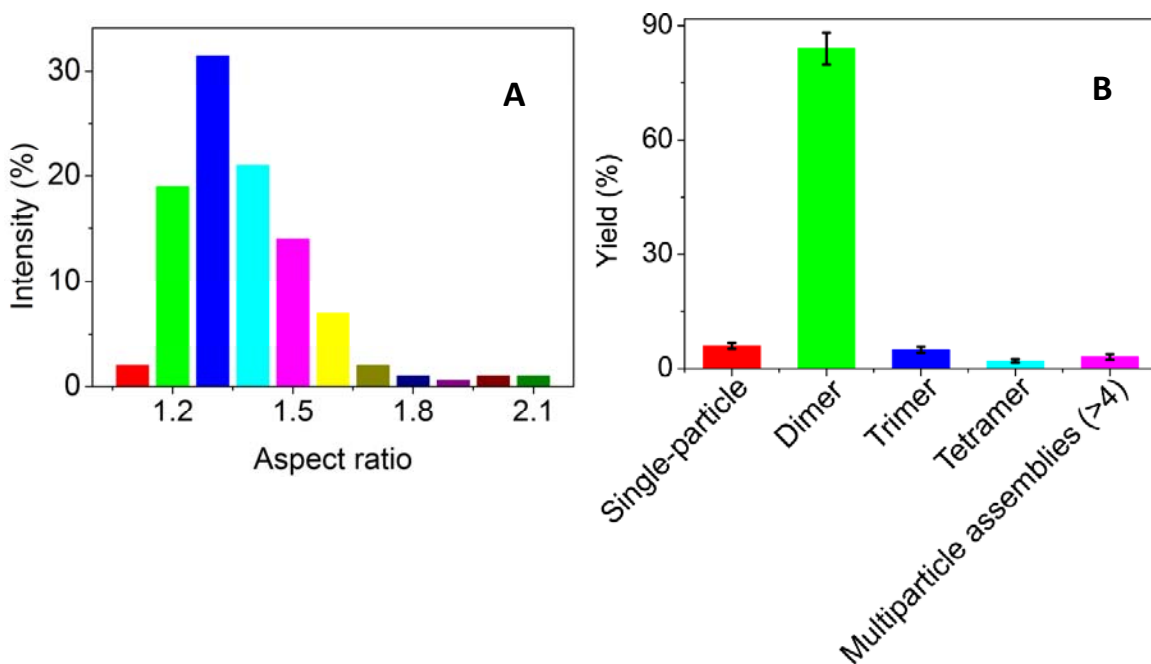 A
30
20
10
0
Intensity (%)
1.2 1.5 1.8 2.1
Aspect ratio
B
90
60
30
0
Yield (%)
Single-particle
Dimer
Trimer
Tetramer
Multiparticle assemblies (>4)